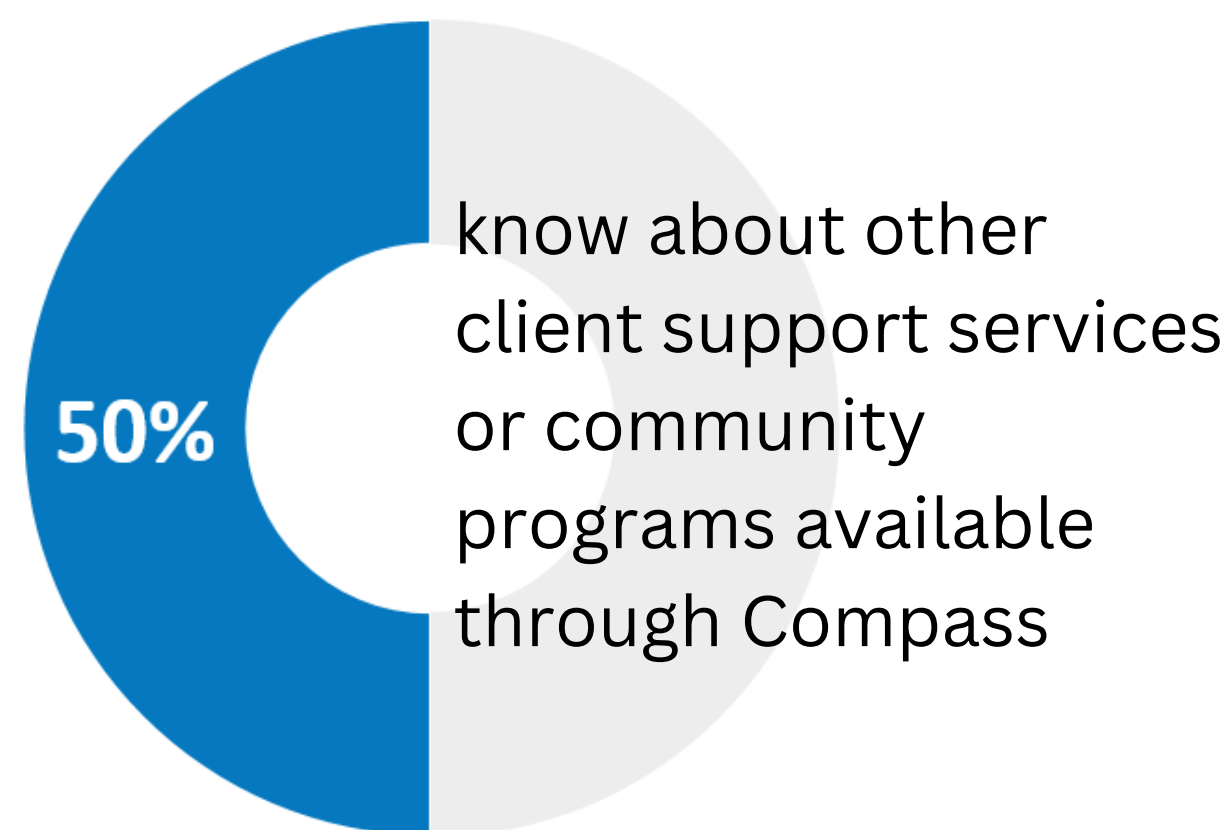 50%
know about other
client support services
or community
programs available
through Compass